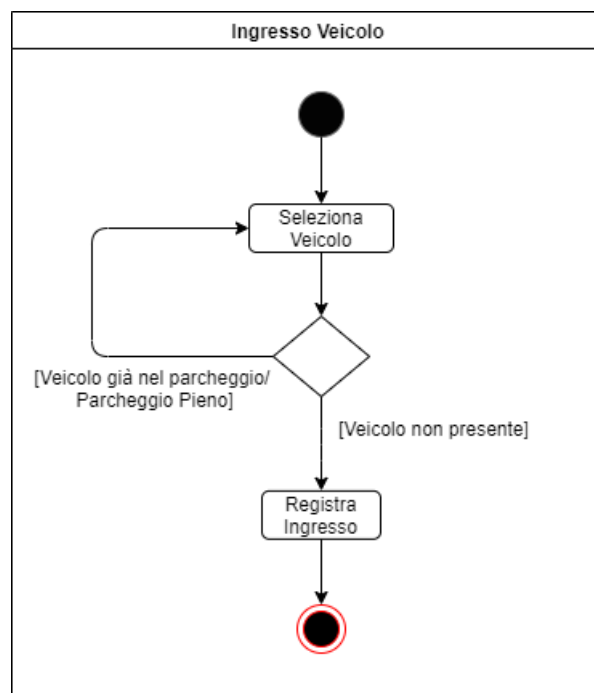 Ingresso Veicolo
Seleziona
Veicolo
[Veicolo già nel parcheggio/
Parcheggio Pieno]
[Veicolo non presente]
Registra
Ingresso